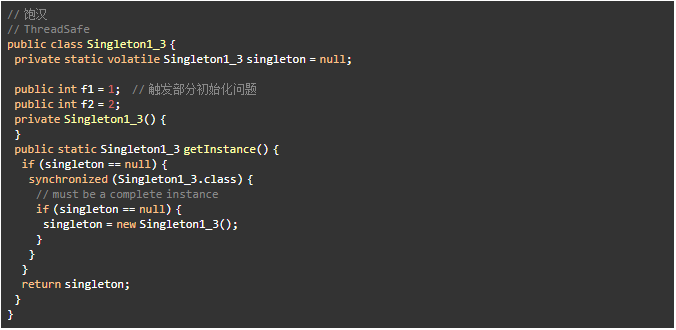 // 饱汉
// ThreadSafe
public class Singleton1_3 {
private static volatile Singleton1_3 singleton = null;
public int f1 = 1; // 触发部分初始化问题
public int f2 = 2;
private Singleton1_3() {
}
public static Singleton1_3 getInstance() {
if (singleton == null) {
synchronized (Singleton1_3.class) {
// must be a complete instance
if (singleton == null) {
singleton = new Singleton1_3();
}
}
}
return singleton;
}
}